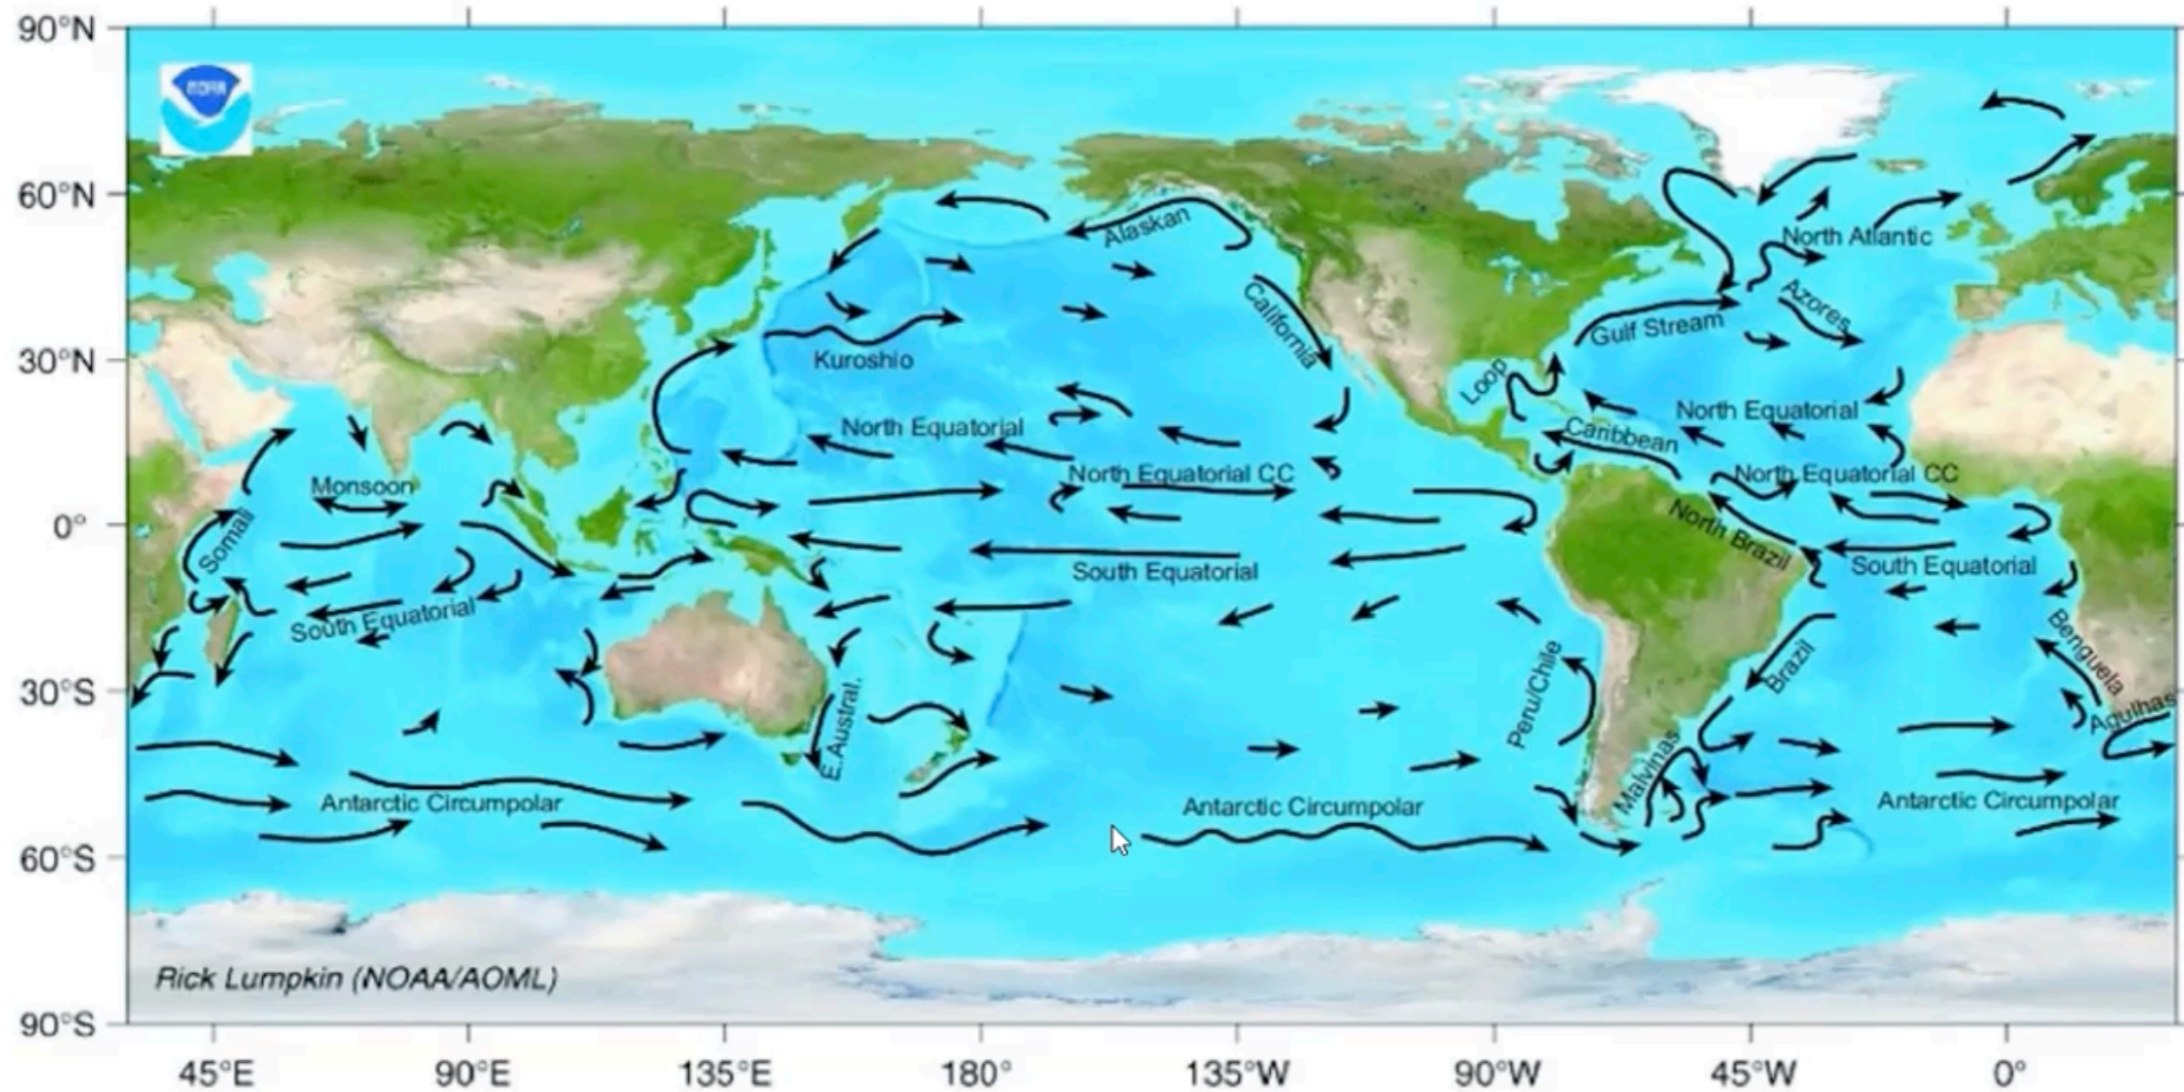 90°N
60°N
30°N
0°
30°S
60°S
90°S
NOAA
Alaskan
North Atlantic
California
Azores
Gulf Stream
Kuroshio
Loop
North Equatorial
North Equatorial
Caribbean
Monsoon
North Equatorial CC
North Equatorial CC
Somali
North Brazil
South Equatorial
South Equatorial
South Equatorial
Benguela
Brazil
Peru/Chile
E.Austral.
Agulhas
Malvinas
Antarctic Circumpolar
Antarctic Circumpolar
Antarctic Circumpolar
Rick Lumpkin (NOAA/AOML)
45°E 90°E 135°E 180° 135°W 90°W 45°W 0°